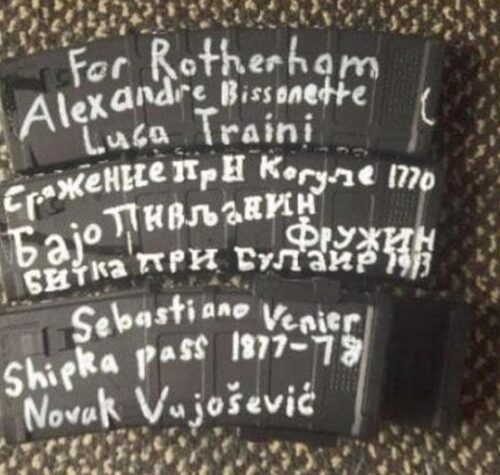 For Rotherham
Alexandre Bissonette
Luca Traini
Сражение при Кагуле 1770
Бајо Пивљанин
Фружин
Битка при Булаир 1913
Sebastiano Venier
Shipka pass 1877-78
Novak Vujošević